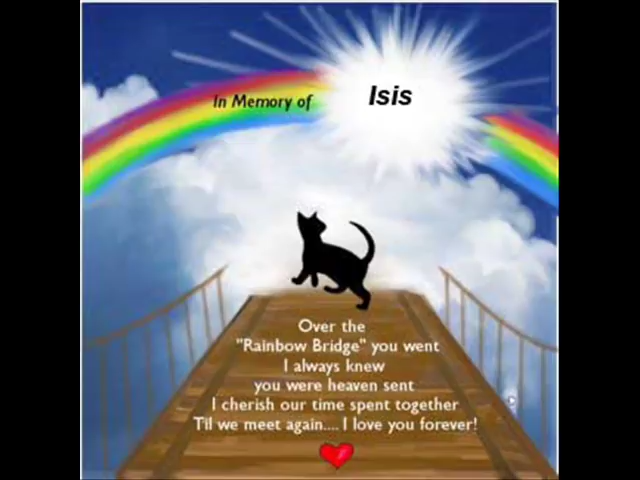 In Memory of Isis
Over the
"Rainbow Bridge" you went
I always knew
you were heaven sent
I cherish our time spent together
Til we meet again.... I love you forever!